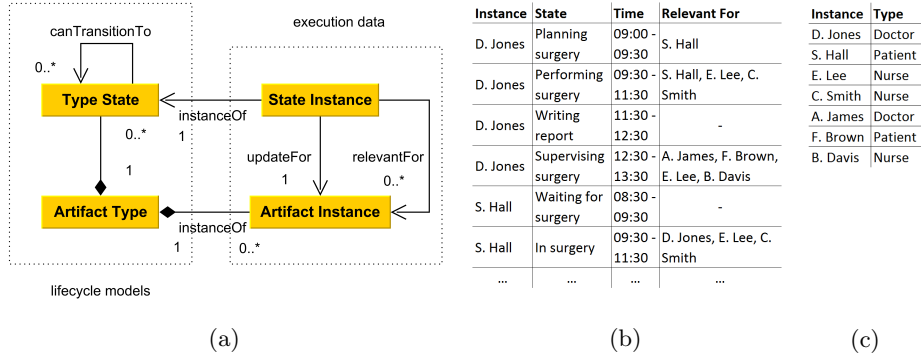 canTransitionTo
0..*
Type State
0..*
1
Artifact Type
lifecycle models
instanceOf
1
instanceOf
1
0..*
execution data
State Instance
updateFor
1
relevantFor
0..*
Artifact Instance
(a)
Instance State Time Relevant For
D. Jones Planning surgery 09:00 - 09:30 S. Hall
D. Jones Performing surgery 09:30 - 11:30 S. Hall, E. Lee, C. Smith
D. Jones Writing report 11:30 - 12:30 -
D. Jones Supervising surgery 12:30 - 13:30 A. James, F. Brown, E. Lee, B. Davis
S. Hall Waiting for surgery 08:30 - 09:30 -
S. Hall In surgery 09:30 - 11:30 D. Jones, E. Lee, C. Smith
... ... ... ...
(b)
Instance Type
D. Jones Doctor
S. Hall Patient
E. Lee Nurse
C. Smith Nurse
A. James Doctor
F. Brown Patient
B. Davis Nurse
(c)